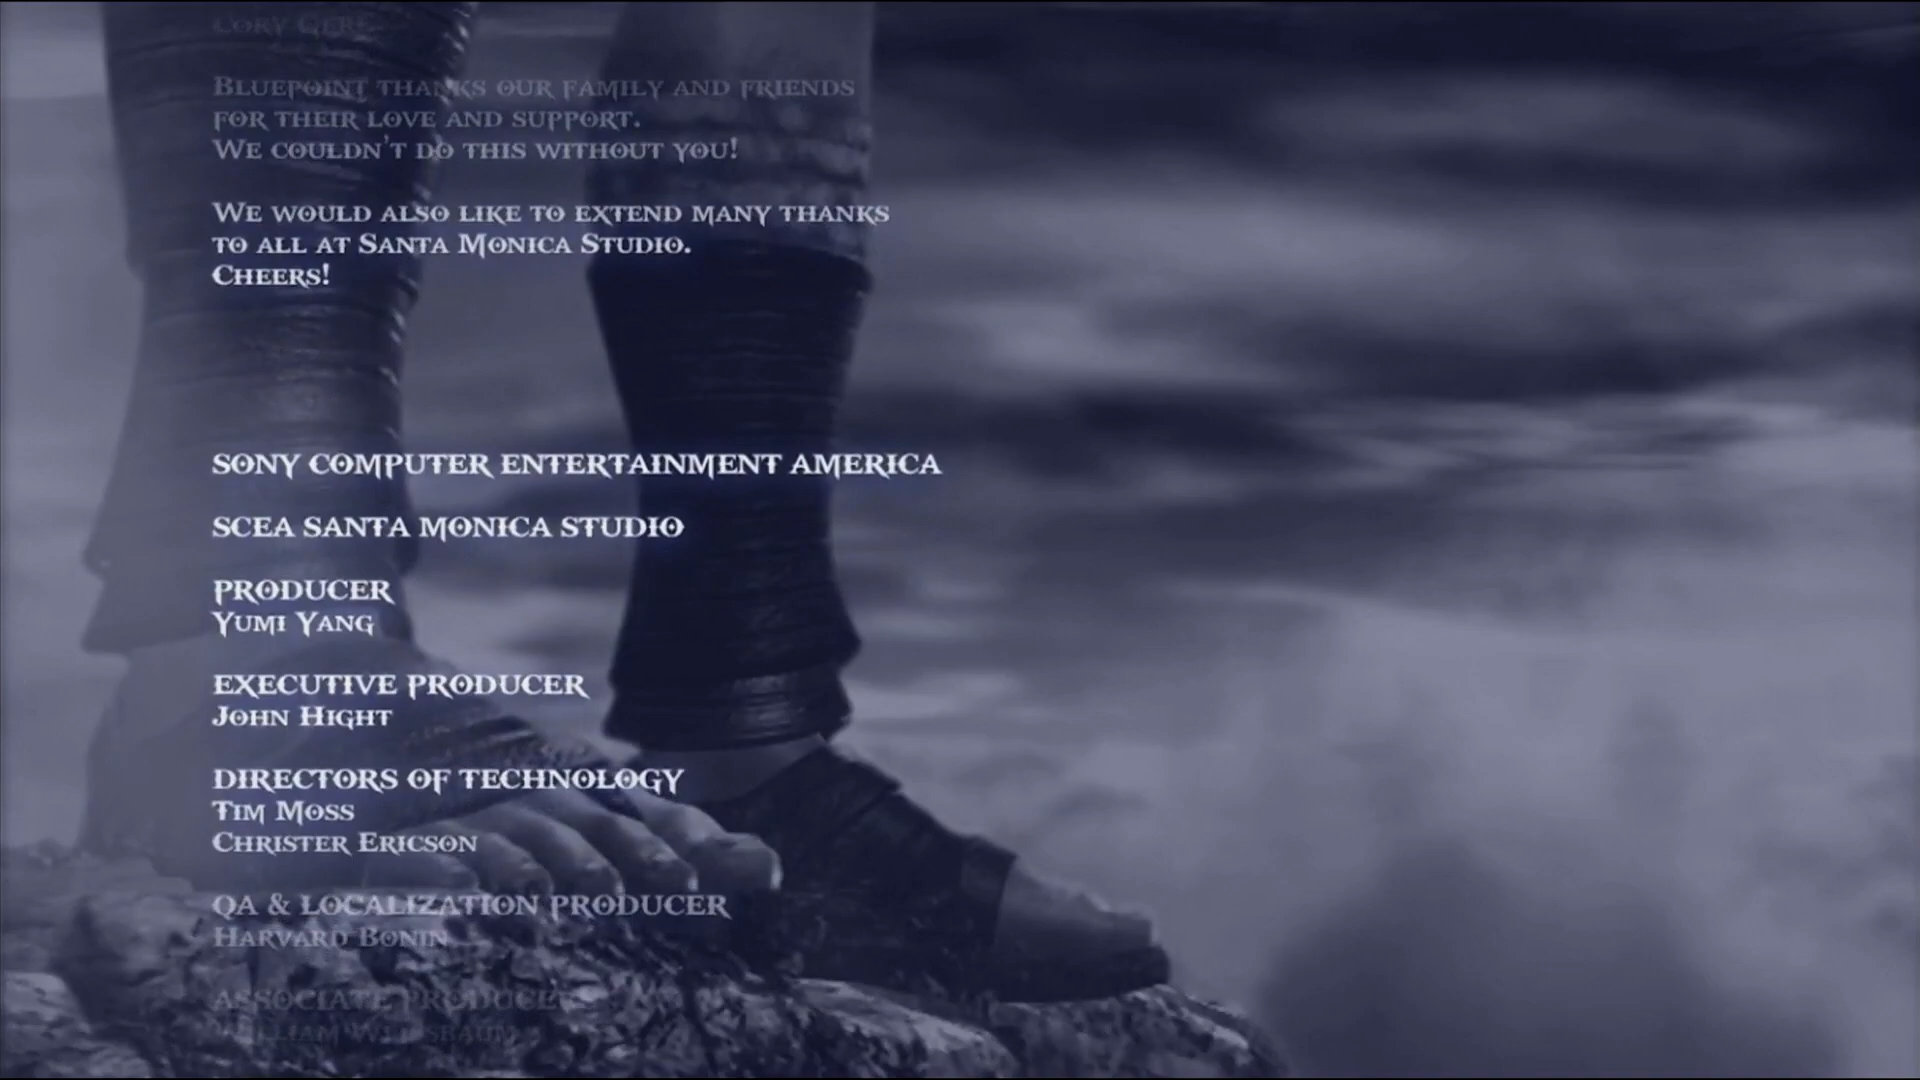 Bluepoint thanks our family and friends
for their love and support.
We couldn't do this without you!
We would also like to extend many thanks
to all at Santa Monica Studio.
Cheers!
SONY COMPUTER ENTERTAINMENT AMERICA
SCEA SANTA MONICA STUDIO
PRODUCER
Yumi Yang
EXECUTIVE PRODUCER
John Hight
DIRECTORS OF TECHNOLOGY
Tim Moss
Christer Ericson
QA & LOCALIZATION PRODUCER
Harvard Bonin
ASSOCIATE PRODUCER
William